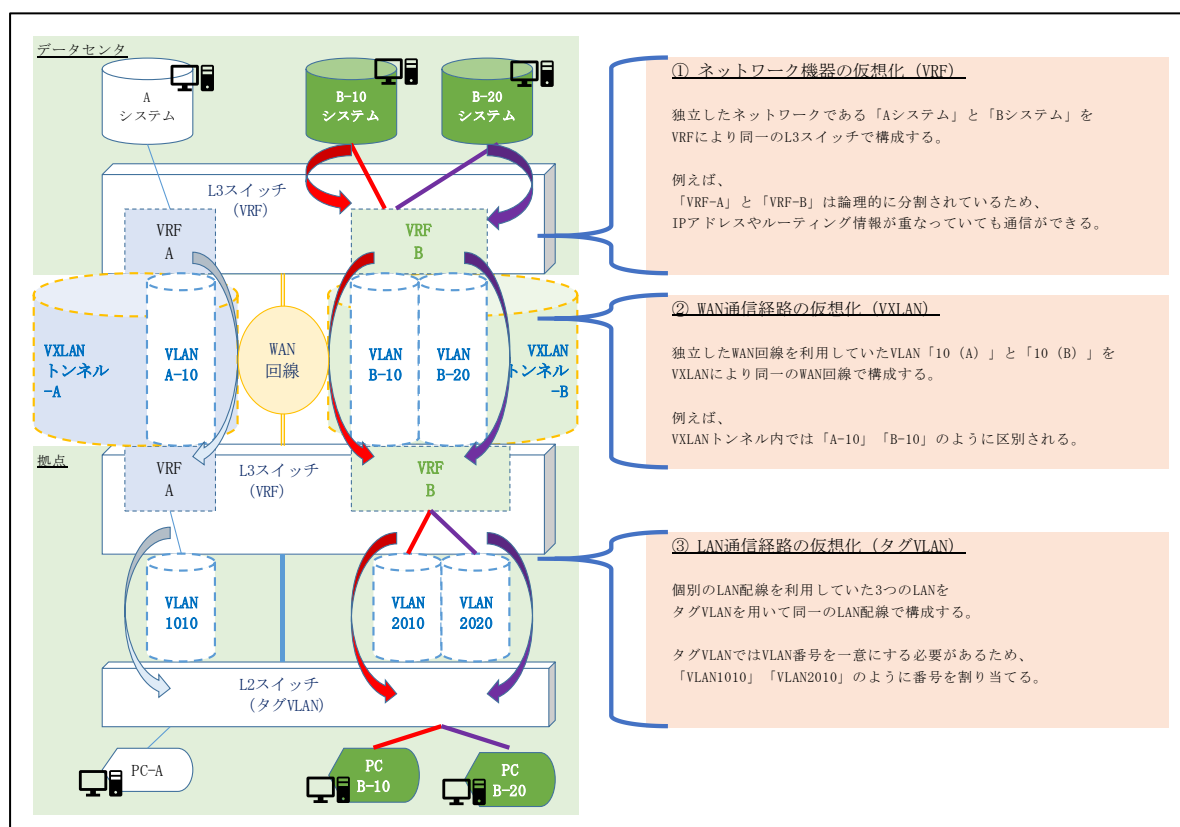 データセンタ
A
システム
B-10
システム
B-20
システム
L3スイッチ
(VRF)
VRF
A
VRF
B
VXLAN
トンネル
-A
VLAN
A-10
WAN
回線
VLAN
B-10
VLAN
B-20
VXLAN
トンネル
-B
拠点
VRF
A
L3スイッチ
(VRF)
VRF
B
VLAN
1010
VLAN
2010
VLAN
2020
L2スイッチ
(タグVLAN)
PC-A
PC
B-10
PC
B-20
① ネットワーク機器の仮想化（VRF）
独立したネットワークである「Aシステム」と「Bシステム」を
VRFにより同一のL3スイッチで構成する。
例えば、
「VRF-A」と「VRF-B」は論理的に分割されているため、
IPアドレスやルーティング情報が重なっていても通信ができる。
② WAN通信経路の仮想化（VXLAN）
独立したWAN回線を利用していたVLAN「10（A）」と「10（B）」を
VXLANにより同一のWAN回線で構成する。
例えば、
VXLANトンネル内では「A-10」「B-10」のように区別される。
③ LAN通信経路の仮想化（タグVLAN）
個別のLAN配線を利用していた3つのLANを
タグVLANを用いて同一のLAN配線で構成する。
タグVLANではVLAN番号を一意にする必要があるため、
「VLAN1010」「VLAN2010」のように番号を割り当てる。